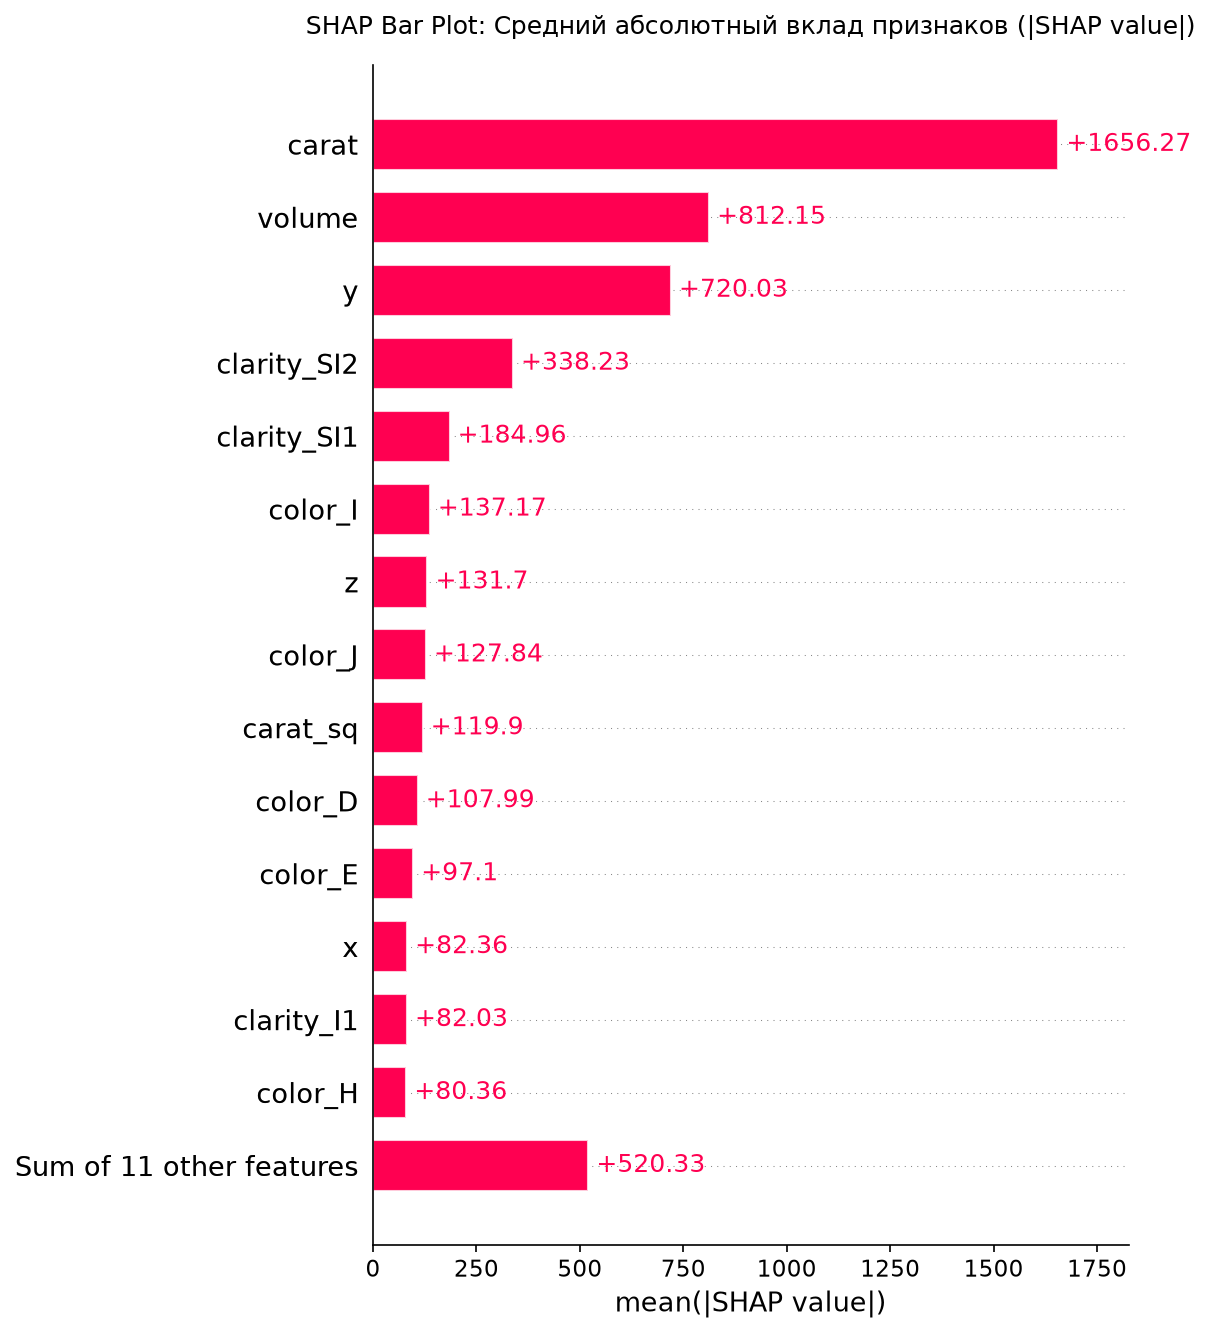 SHAP Bar Plot: Средний абсолютный вклад признаков (|SHAP value|)
carat +1656.27
volume +812.15
y +720.03
clarity_SI2 +338.23
clarity_SI1 +184.96
color_I +137.17
z +131.7
color_J +127.84
carat_sq +119.9
color_D +107.99
color_E +97.1
x +82.36
clarity_I1 +82.03
color_H +80.36
Sum of 11 other features +520.33
0 250 500 750 1000 1250 1500 1750
mean(|SHAP value|)